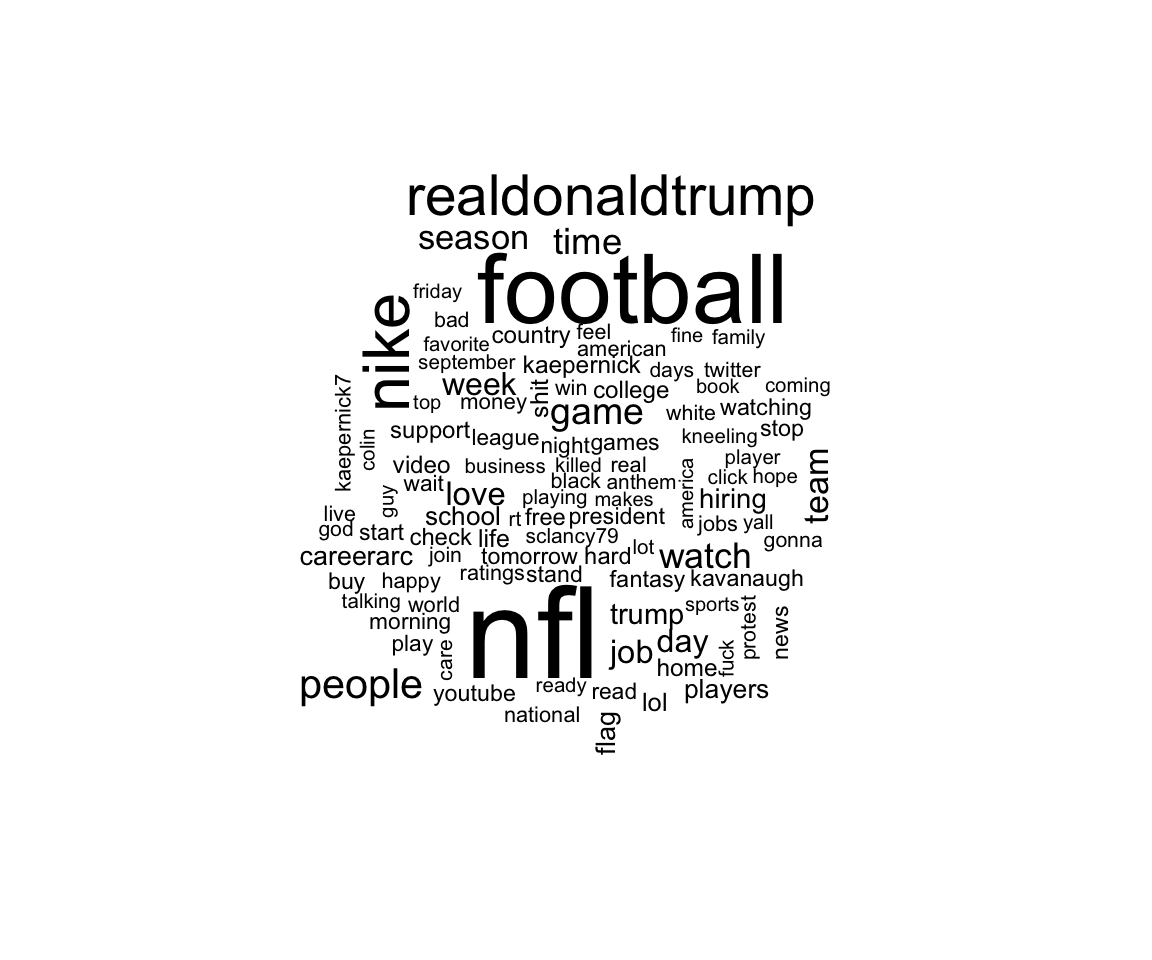 realdonaldtrump
season time
football
nike
friday
bad
favorite country feel fine family
american
september kaepernick days twitter
week shit win college book coming
top money game white watching
kaepernick7
colin
support league night games kneeling stop
video business killed real player
wait black anthem america click hope
guy love playing makes hiring team
live school rt free president jobs yall
god start check life sclancy79 gonna
careerarc join tomorrow hard lot watch
buy happy ratings stand fantasy kavanaugh
talking world nfl trump sports protest news
morning
play care job day fuck
home
people youtube ready read lol players
national flag